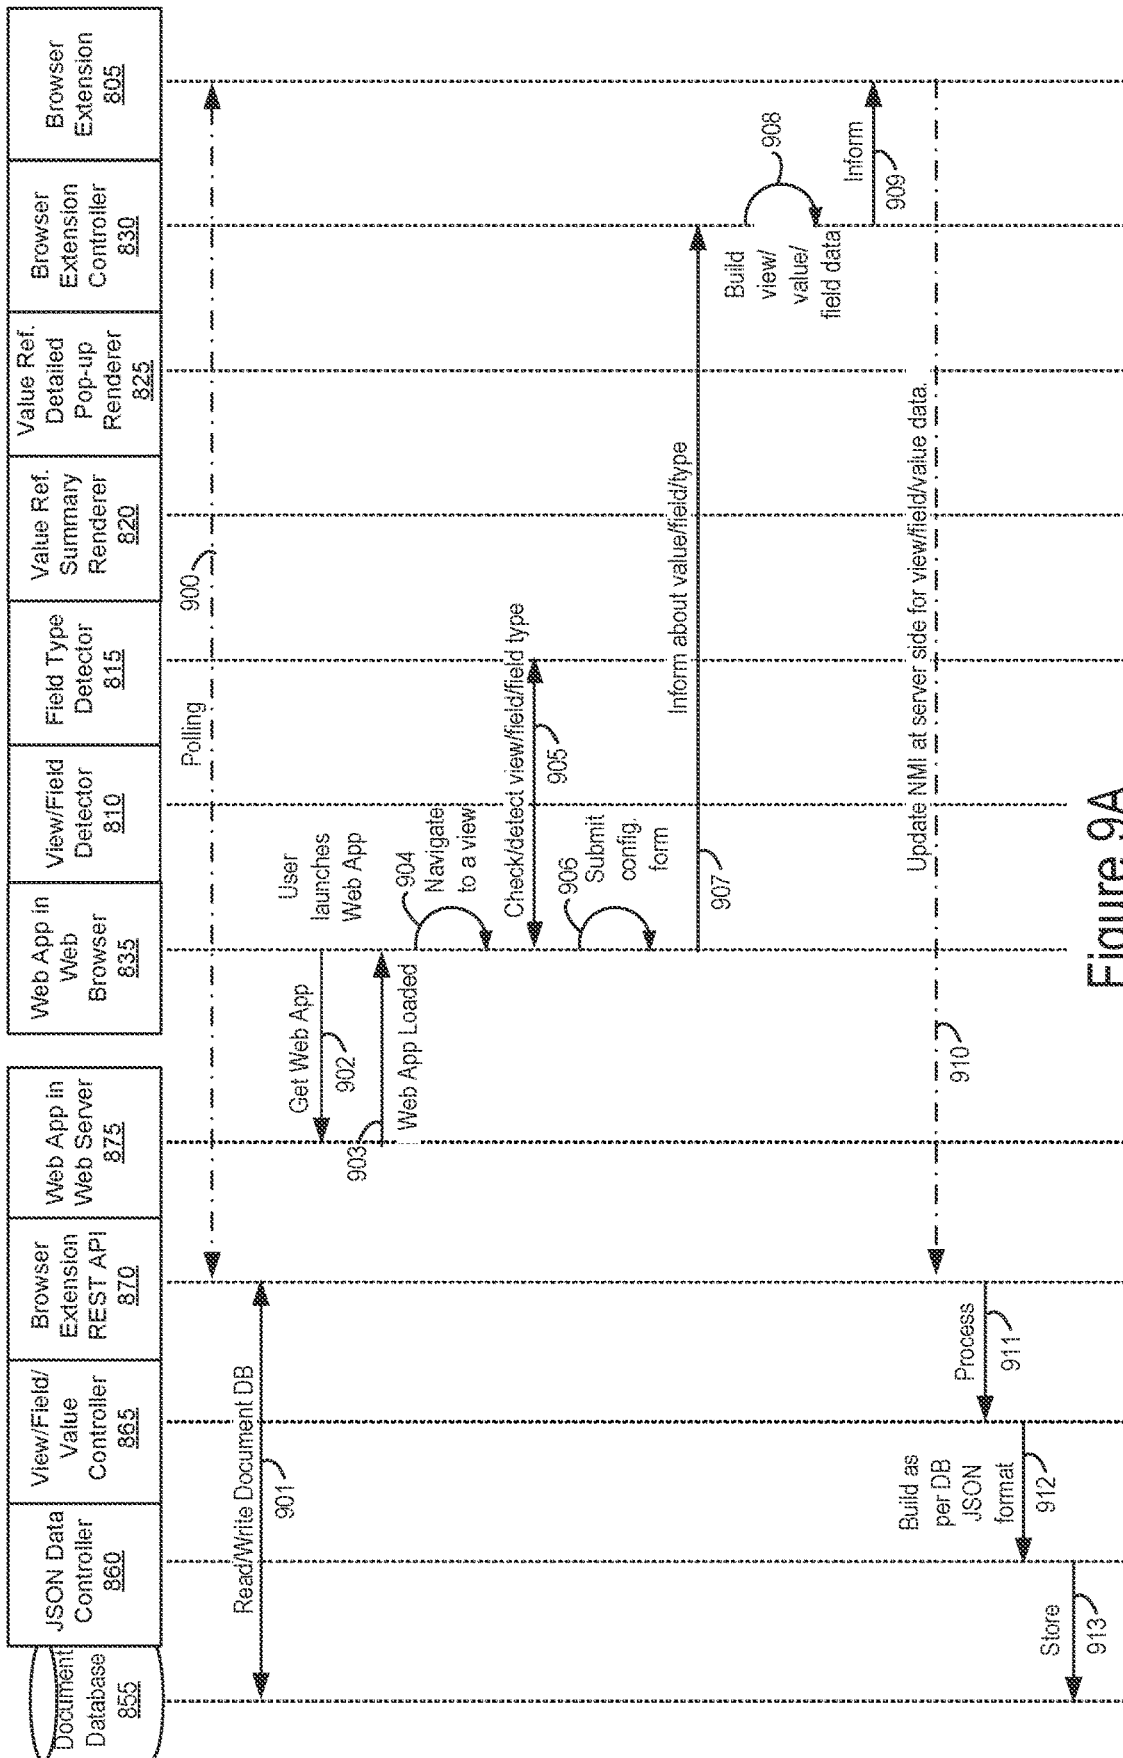 Document
Database
855
JSON Data
Controller
860
View/Field/
Value
Controller
865
Browser
Extension
REST API
870
Web App in
Web Server
875
Web App in
Web
Browser
835
View/Field
Detector
810
Field Type
Detector
815
Value Ref.
Summary
Renderer
820
Value Ref.
Detailed
Pop-up
Renderer
825
Browser
Extension
Controller
830
Browser
Extension
805
Polling
900
Read/Write Document DB
901
User
launches
Web App
Get Web App
902
903
Web App Loaded
904
Navigate
to a view
Check/detect view/field/field type
905
906
Submit
config.
form
Inform about value/field/type
907
Build
view/
value/
field data
908
Inform
909
Update NMI at server side for view/field/value data.
910
Process
911
Build as
per DB
JSON
format
912
Store
913
Figure 9A